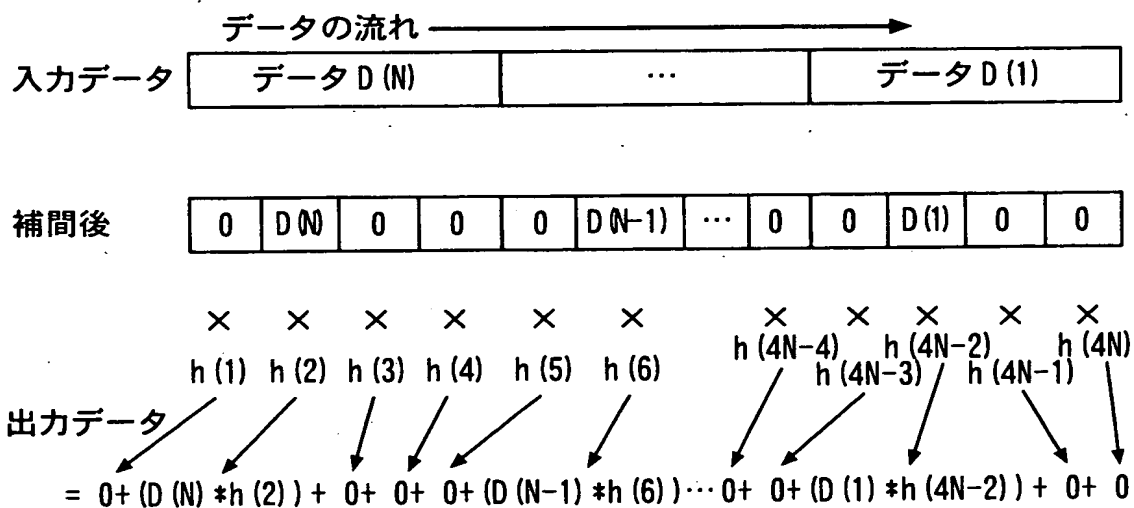 データの流れ
入力データ データD(N) … データD(1)
補間後 0 D(N) 0 0 0 D(N-1) … 0 0 D(1) 0 0
× × × × × × × × × × ×
h(1) h(2) h(3) h(4) h(5) h(6) h(4N-4) h(4N-3) h(4N-2) h(4N-1) h(4N)
出力データ
= 0+(D(N)*h(2))+ 0+ 0+ 0+(D(N-1)*h(6))…0+ 0+(D(1)*h(4N-2))+ 0+ 0